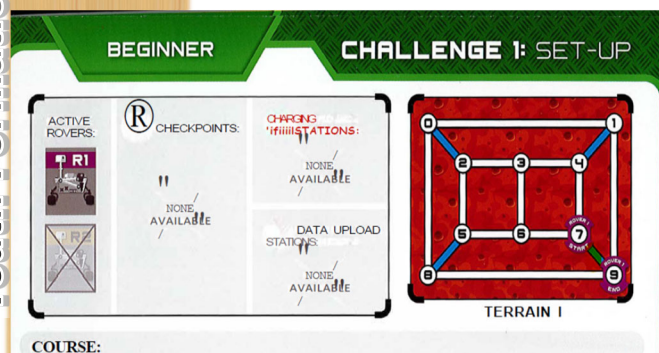 BEGINNER
CHALLENGE 1: SET-UP
ACTIVE
ROVERS:
R1
R2
® CHECKPOINTS:
"
/
NONE
AVAILABLE
"
/
CHARGING
'ifiiiilSTATIONS:
"
/
NONE
AVAILABLE
"
/
DATA UPLOAD
STATIONS:
"
/
NONE
AVAILABLE
"
/
0
1
2
3
4
5
6
ROVER 1
7
START
8
ROVER 1
9
END
TERRAIN I
COURSE: